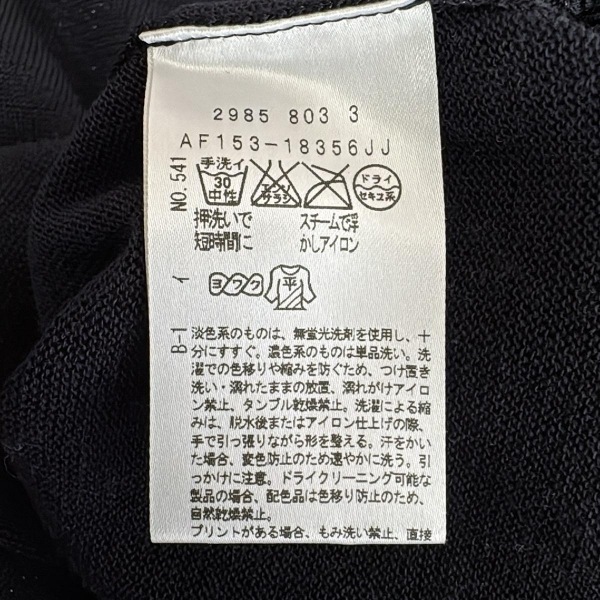 2985 803 3
AF153-18356JJ
NO.541
手洗イ
30
中性
エンソ
サラシ
ドライ
セキユ系
押洗いで
短時間に
スチームで浮
かしアイロン
イ
ヨワク
平
B-1
淡色系のものは、無蛍光洗剤を使用し、十
分にすすぐ。濃色系のものは単品洗い。洗
濯での色移りや縮みを防ぐため、つけ置き
洗い・濡れたままの放置、濡れがけアイロ
ン禁止、タンブル乾燥禁止。洗濯による縮
みは、脱水後またはアイロン仕上げの際、
手で引っ張りながら形を整える。汗をかい
た場合、変色防止のため速やかに洗う。引
っかけに注意。ドライクリーニング可能な
製品の場合、配色品は色移り防止のため、
自然乾燥禁止。
プリントがある場合、もみ洗い禁止、直接